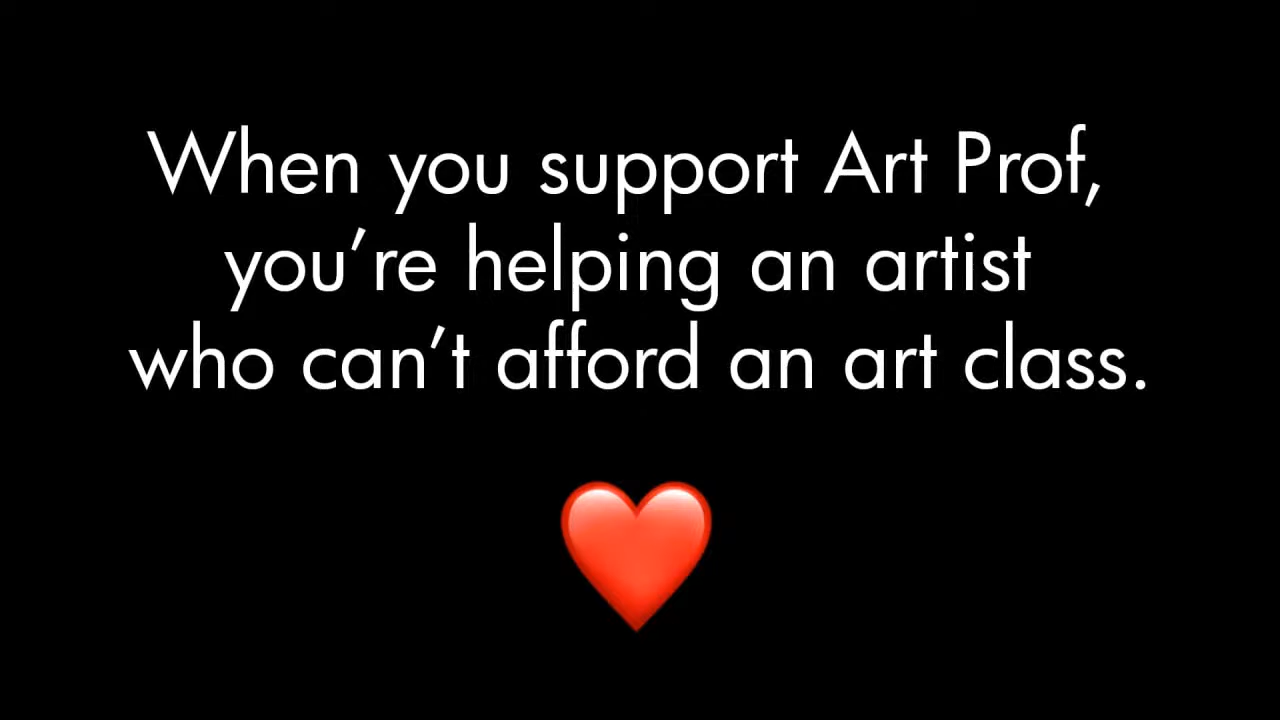 When you support Art Prof,
you’re helping an artist
who can’t afford an art class.